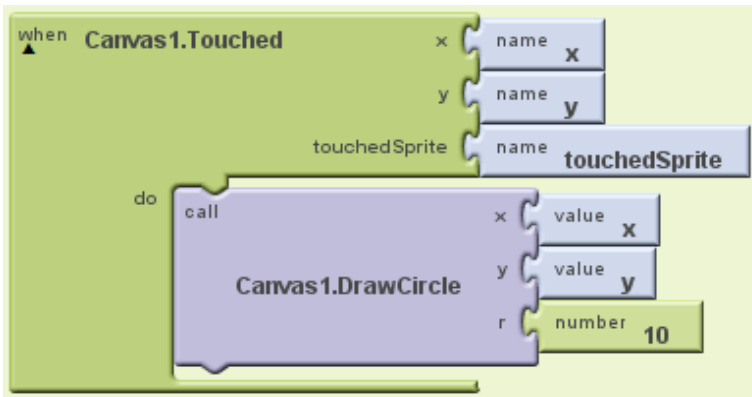 when Canvas1.Touched x name x
y name y
touchedSprite name touchedSprite
do
call x value x
Canvas1.DrawCircle y value y
r number 10